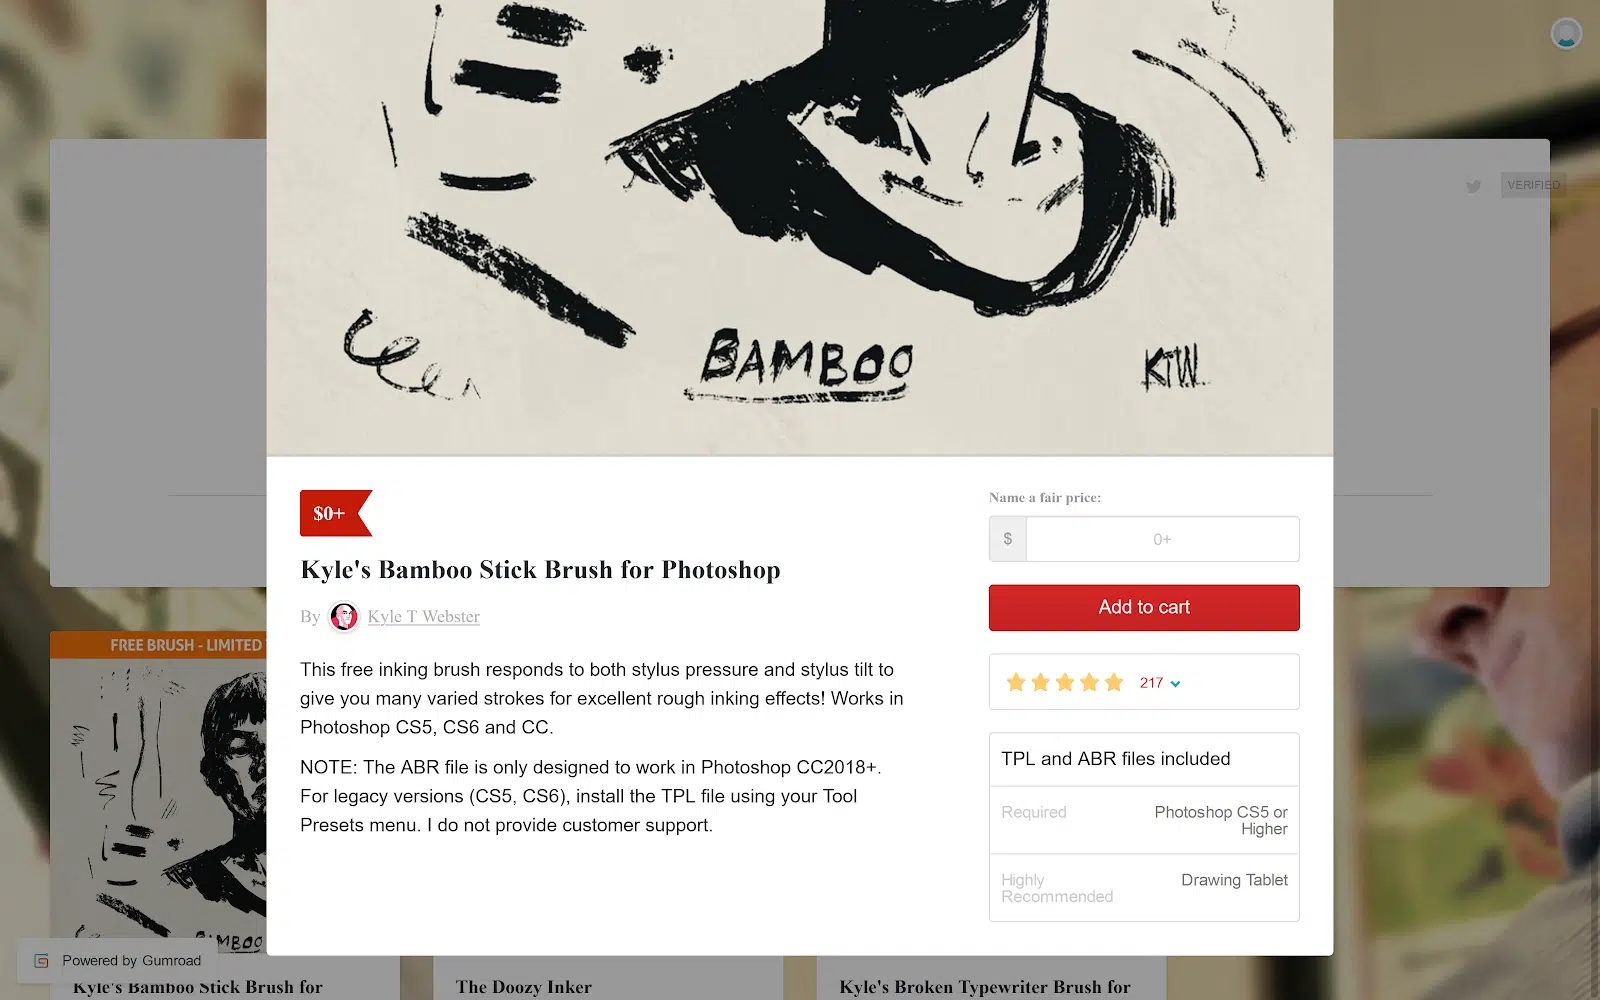 VERIFIED
BAMBOO
KTW
$0+
Name a fair price:
$ 0+
Kyle's Bamboo Stick Brush for Photoshop
Add to cart
By Kyle T Webster
FREE BRUSH - LIMITED
This free inking brush responds to both stylus pressure and stylus tilt to
give you many varied strokes for excellent rough inking effects! Works in
Photoshop CS5, CS6 and CC.
217
NOTE: The ABR file is only designed to work in Photoshop CC2018+.
For legacy versions (CS5, CS6), install the TPL file using your Tool
Presets menu. I do not provide customer support.
TPL and ABR files included
Required Photoshop CS5 or
Higher
Highly
Recommended Drawing Tablet
BAMBOO
Powered by Gumroad
Kyle's Bamboo Stick Brush for
The Doozy Inker
Kyle's Broken Typewriter Brush for